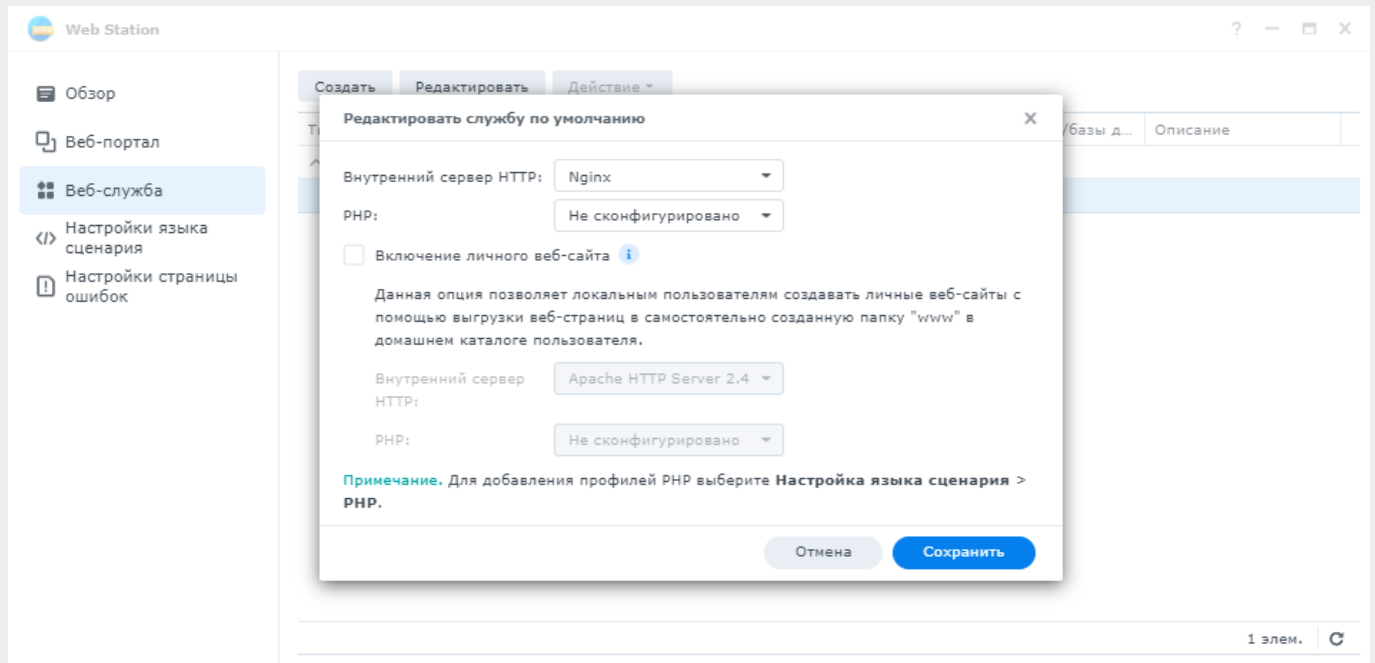 Web Station
Обзор
Веб-портал
Веб-служба
Настройки языка
сценария
Настройки страницы
ошибок
Создать Редактировать Действие
/базы д... Описание
Редактировать службу по умолчанию
Внутренний сервер HTTP: Nginx
PHP: Не сконфигурировано
Включение личного веб-сайта
Данная опция позволяет локальным пользователям создавать личные веб-сайты с
помощью выгрузки веб-страниц в самостоятельно созданную папку "www" в
домашнем каталоге пользователя.
Внутренний сервер Apache HTTP Server 2.4
HTTP:
PHP: Не сконфигурировано
Примечание. Для добавления профилей PHP выберите Настройка языка сценария >
PHP.
Отмена Сохранить
1 элем.